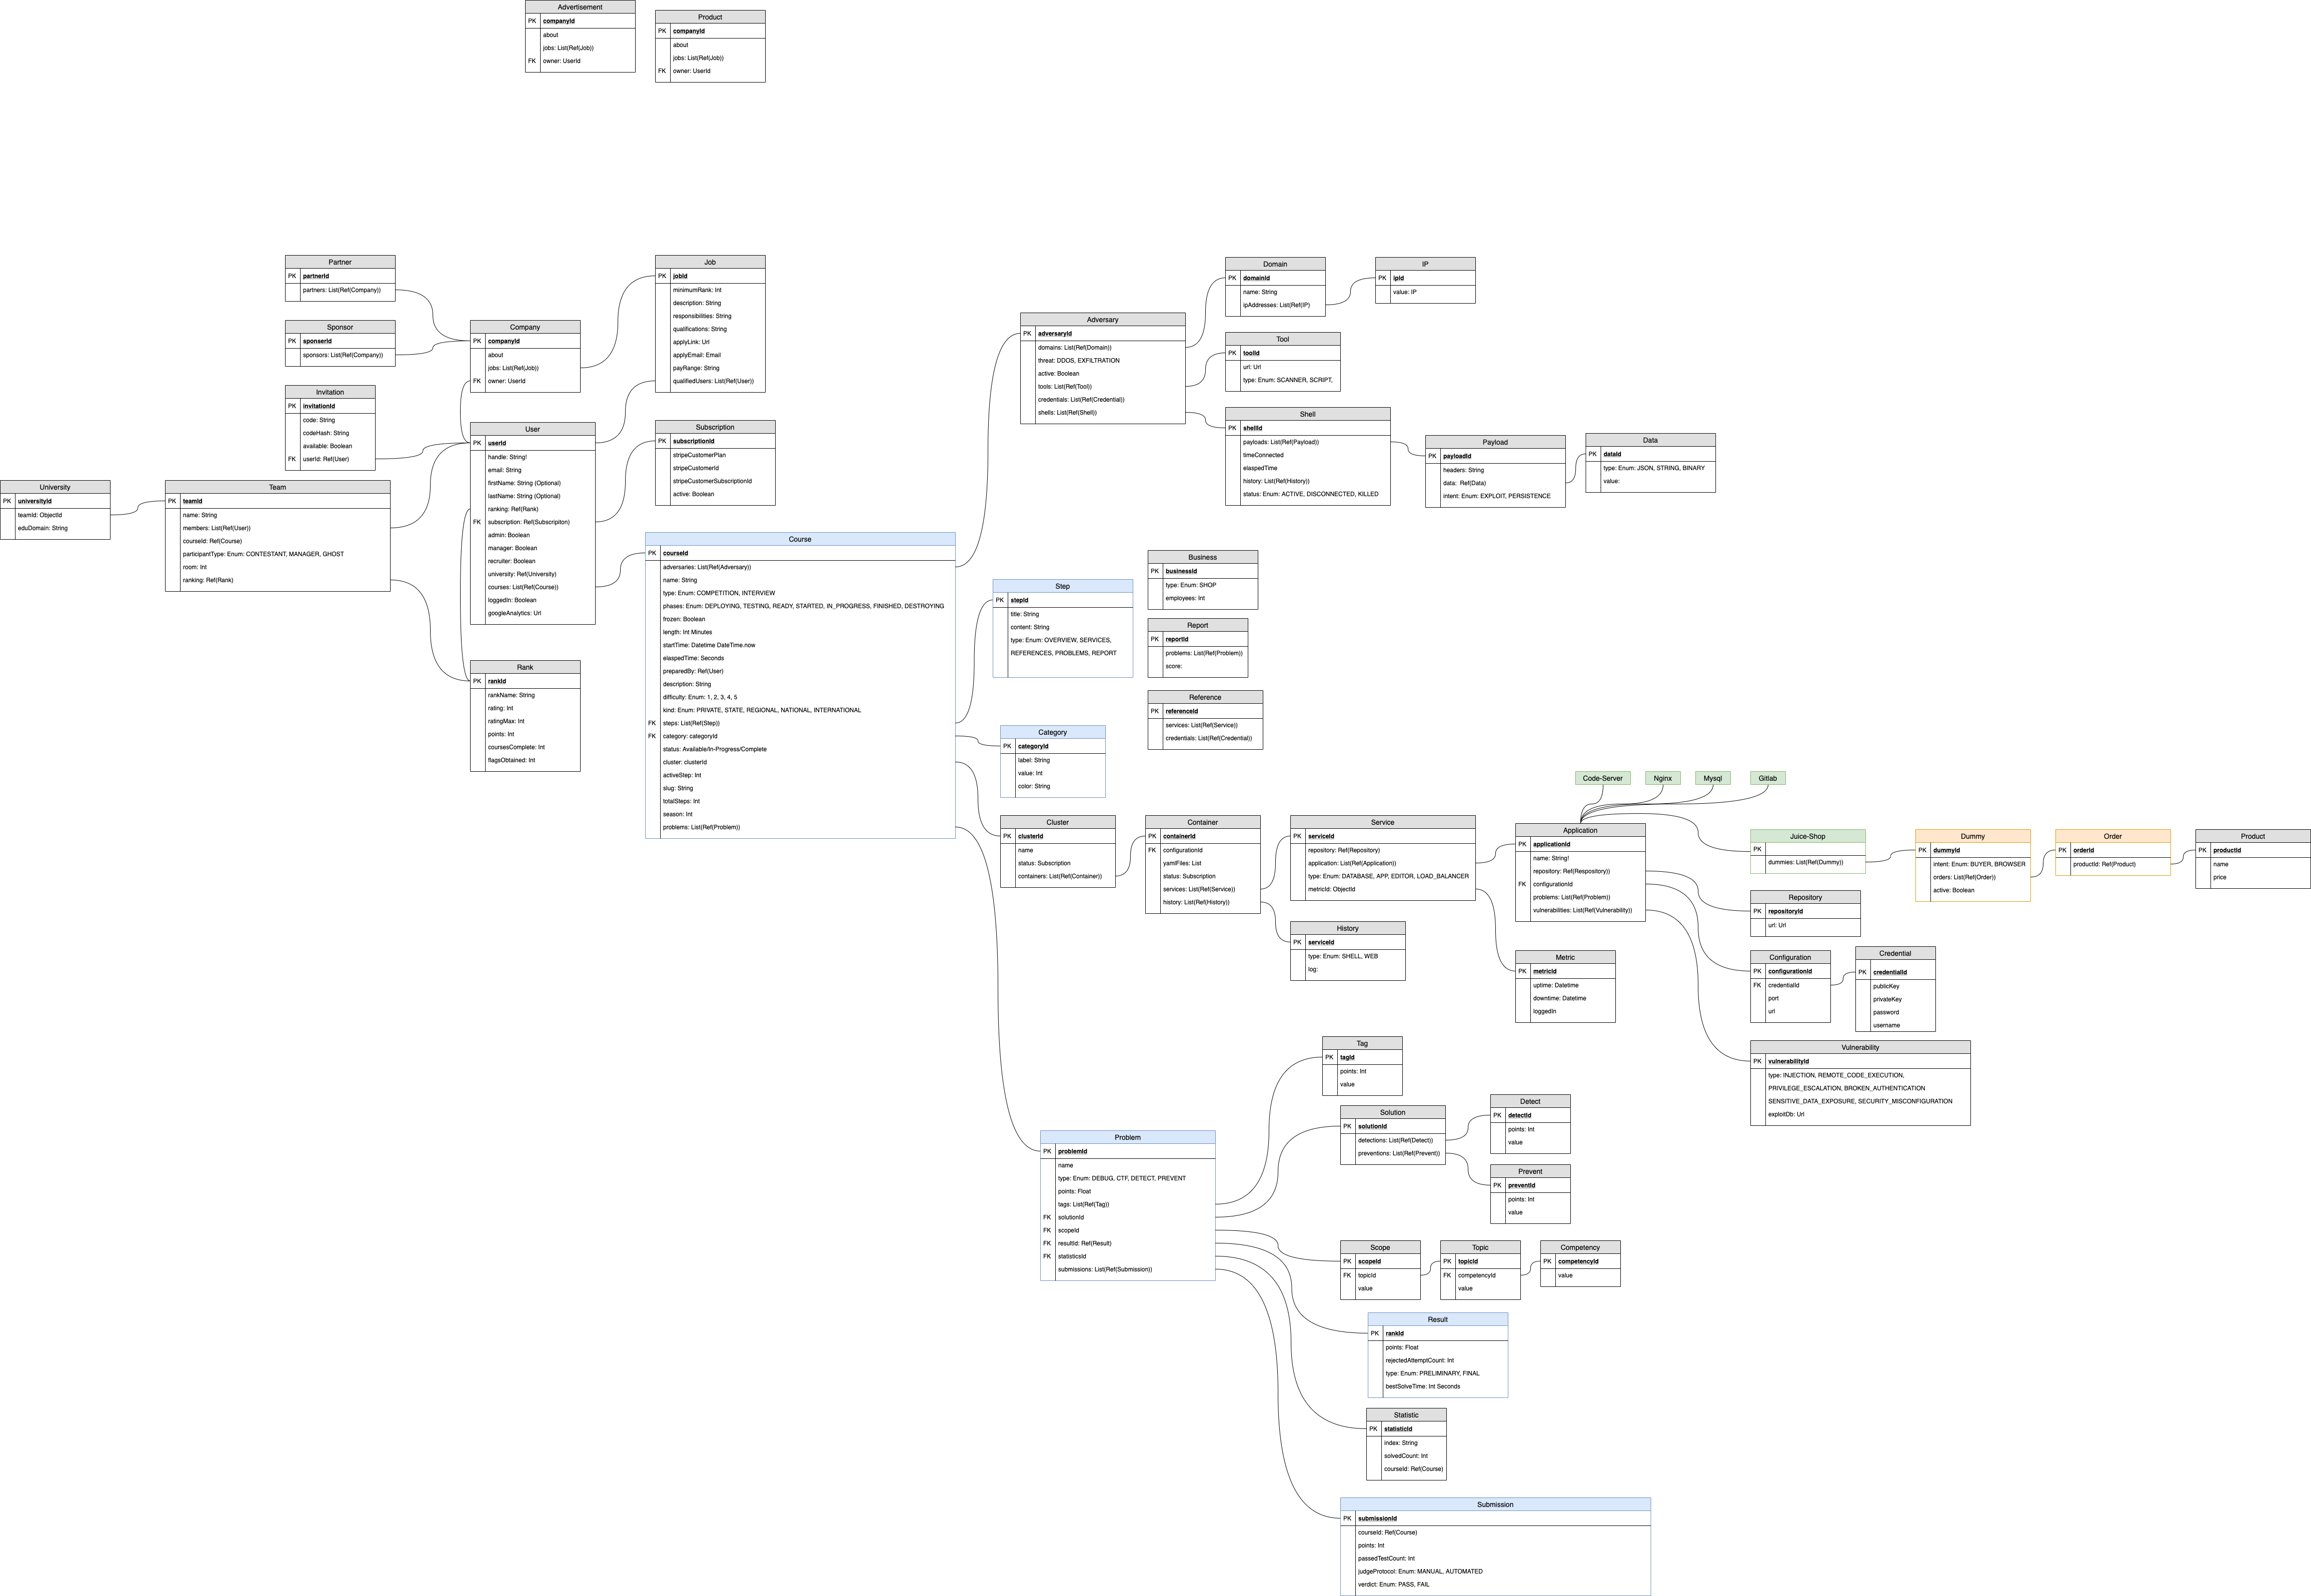 Advertisement
PK companyId
about
jobs: List(Ref(Job))
FK owner: UserId
Product
PK companyId
about
jobs: List(Ref(Job))
FK owner: UserId
Partner
PK partnerId
partners: List(Ref(Company))
Sponsor
PK sponserId
sponsors: List(Ref(Company))
Invitation
PK invitationId
code: String
codeHash: String
available: Boolean
FK userId: Ref(User)
University
PK universityId
teamId: ObjectId
eduDomain: String
Team
PK teamId
name: String
members: List(Ref(User))
courseId: Ref(Course)
participantType: Enum: CONTESTANT, MANAGER, GHOST
room: Int
ranking: Ref(Rank)
Company
PK companyId
about
jobs: List(Ref(Job))
FK owner: UserId
User
PK userId
handle: String!
email: String
firstName: String (Optional)
lastName: String (Optional)
ranking: Ref(Rank)
FK subscription: Ref(Subscripiton)
admin: Boolean
manager: Boolean
recruiter: Boolean
university: Ref(University)
courses: List(Ref(Course))
loggedIn: Boolean
googleAnalytics: Url
Rank
PK rankId
rankName: String
rating: Int
ratingMax: Int
points: Int
coursesComplete: Int
flagsObtained: Int
Job
PK jobId
minimumRank: Int
description: String
responsibilities: String
qualifications: String
applyLink: Url
applyEmail: Email
payRange: String
qualifiedUsers: List(Ref(User))
Subscription
PK subscriptionId
stripeCustomerPlan
stripeCustomerId
stripeCustomerSubscriptionId
active: Boolean
Course
PK courseId
adversaries: List(Ref(Adversary))
name: String
type: Enum: COMPETITION, INTERVIEW
phases: Enum: DEPLOYING, TESTING, READY, STARTED, IN_PROGRESS, FINISHED, DESTROYING
frozen: Boolean
length: Int Minutes
startTime: Datetime DateTime.now
elaspedTime: Seconds
preparedBy: Ref(User)
description: String
difficulty: Enum: 1, 2, 3, 4, 5
kind: Enum: PRIVATE, STATE, REGIONAL, NATIONAL, INTERNATIONAL
FK steps: List(Ref(Step))
FK category: categoryId
status: Available/In-Progress/Complete
cluster: clusterId
activeStep: Int
slug: String
totalSteps: Int
season: Int
problems: List(Ref(Problem))
Adversary
PK adversaryId
domains: List(Ref(Domain))
threat: DDOS, EXFILTRATION
active: Boolean
tools: List(Ref(Tool))
credentials: List(Ref(Credential))
shells: List(Ref(Shell))
Domain
PK domainId
name: String
ipAddresses: List(Ref(IP)
IP
PK ipId
value: IP
Tool
PK toolId
url: Url
type: Enum: SCANNER, SCRIPT,
Shell
PK shellId
payloads: List(Ref(Payload))
timeConnected
elaspedTime
history: List(Ref(History))
status: Enum: ACTIVE, DISCONNECTED, KILLED
Payload
PK payloadId
headers: String
data: Ref(Data)
intent: Enum: EXPLOIT, PERSISTENCE
Data
PK dataId
type: Enum: JSON, STRING, BINARY
value:
Step
PK stepId
title: String
content: String
type: Enum: OVERVIEW, SERVICES,
REFERENCES, PROBLEMS, REPORT
Business
PK businessId
type: Enum: SHOP
employees: Int
Report
PK reportId
problems: List(Ref(Problem))
score:
Reference
PK referenceId
services: List(Ref(Service))
credentials: List(Ref(Credential))
Category
PK categoryId
label: String
value: Int
color: String
Cluster
PK clusterId
name
status: Subscription
containers: List(Ref(Container))
Container
PK containerId
FK configurationId
yamlFiles: List
status: Subscription
services: List(Ref(Service))
history: List(Ref(History))
Service
PK serviceId
repository: Ref(Repository)
application: List(Ref(Application))
type: Enum: DATABASE, APP, EDITOR, LOAD_BALANCER
metricId: ObjectId
History
PK serviceId
type: Enum: SHELL, WEB
log:
Code-Server
Nginx
Mysql
Gitlab
Application
PK applicationId
name: String!
repository: Ref(Respository))
FK configurationId
problems: List(Ref(Problem))
vulnerabilities: List(Ref(Vulnerability))
Metric
PK metricId
uptime: Datetime
downtime: Datetime
loggedIn
Juice-Shop
PK
dummies: List(Ref(Dummy))
Dummy
PK dummyId
intent: Enum: BUYER, BROWSER
orders: List(Ref(Order))
active: Boolean
Order
PK orderId
productId: Ref(Product)
Product
PK productId
name
price
Repository
PK repositoryId
url: Url
Configuration
PK configurationId
FK credentialId
port
url
Credential
PK credentialId
publicKey
privateKey
password
username
Vulnerability
PK vulnerabilityId
type: INJECTION, REMOTE_CODE_EXECUTION,
PRIVILEGE_ESCALATION, BROKEN_AUTHENTICATION
SENSITIVE_DATA_EXPOSURE, SECURITY_MISCONFIGURATION
exploitDb: Url
Problem
PK problemId
name
type: Enum: DEBUG, CTF, DETECT, PREVENT
points: Float
tags: List(Ref(Tag))
FK solutionId
FK scopeId
FK resultId: Ref(Result)
FK statisticsId
submissions: List(Ref(Submission))
Tag
PK tagId
points: Int
value
Solution
PK solutionId
detections: List(Ref(Detect))
preventions: List(Ref(Prevent))
Detect
PK detectId
points: Int
value
Prevent
PK preventId
points: Int
value
Scope
PK scopeId
FK topicId
value
Topic
PK topicId
FK competencyId
value
Competency
PK competencyId
value
Result
PK rankId
points: Float
rejectedAttemptCount: Int
type: Enum: PRELIMINARY, FINAL
bestSolveTime: Int Seconds
Statistic
PK statisticId
index: String
solvedCount: Int
courseId: Ref(Course)
Submission
PK submissionId
courseId: Ref(Course)
points: Int
passedTestCount: Int
judgeProtocol: Enum: MANUAL, AUTOMATED
verdict: Enum: PASS, FAIL